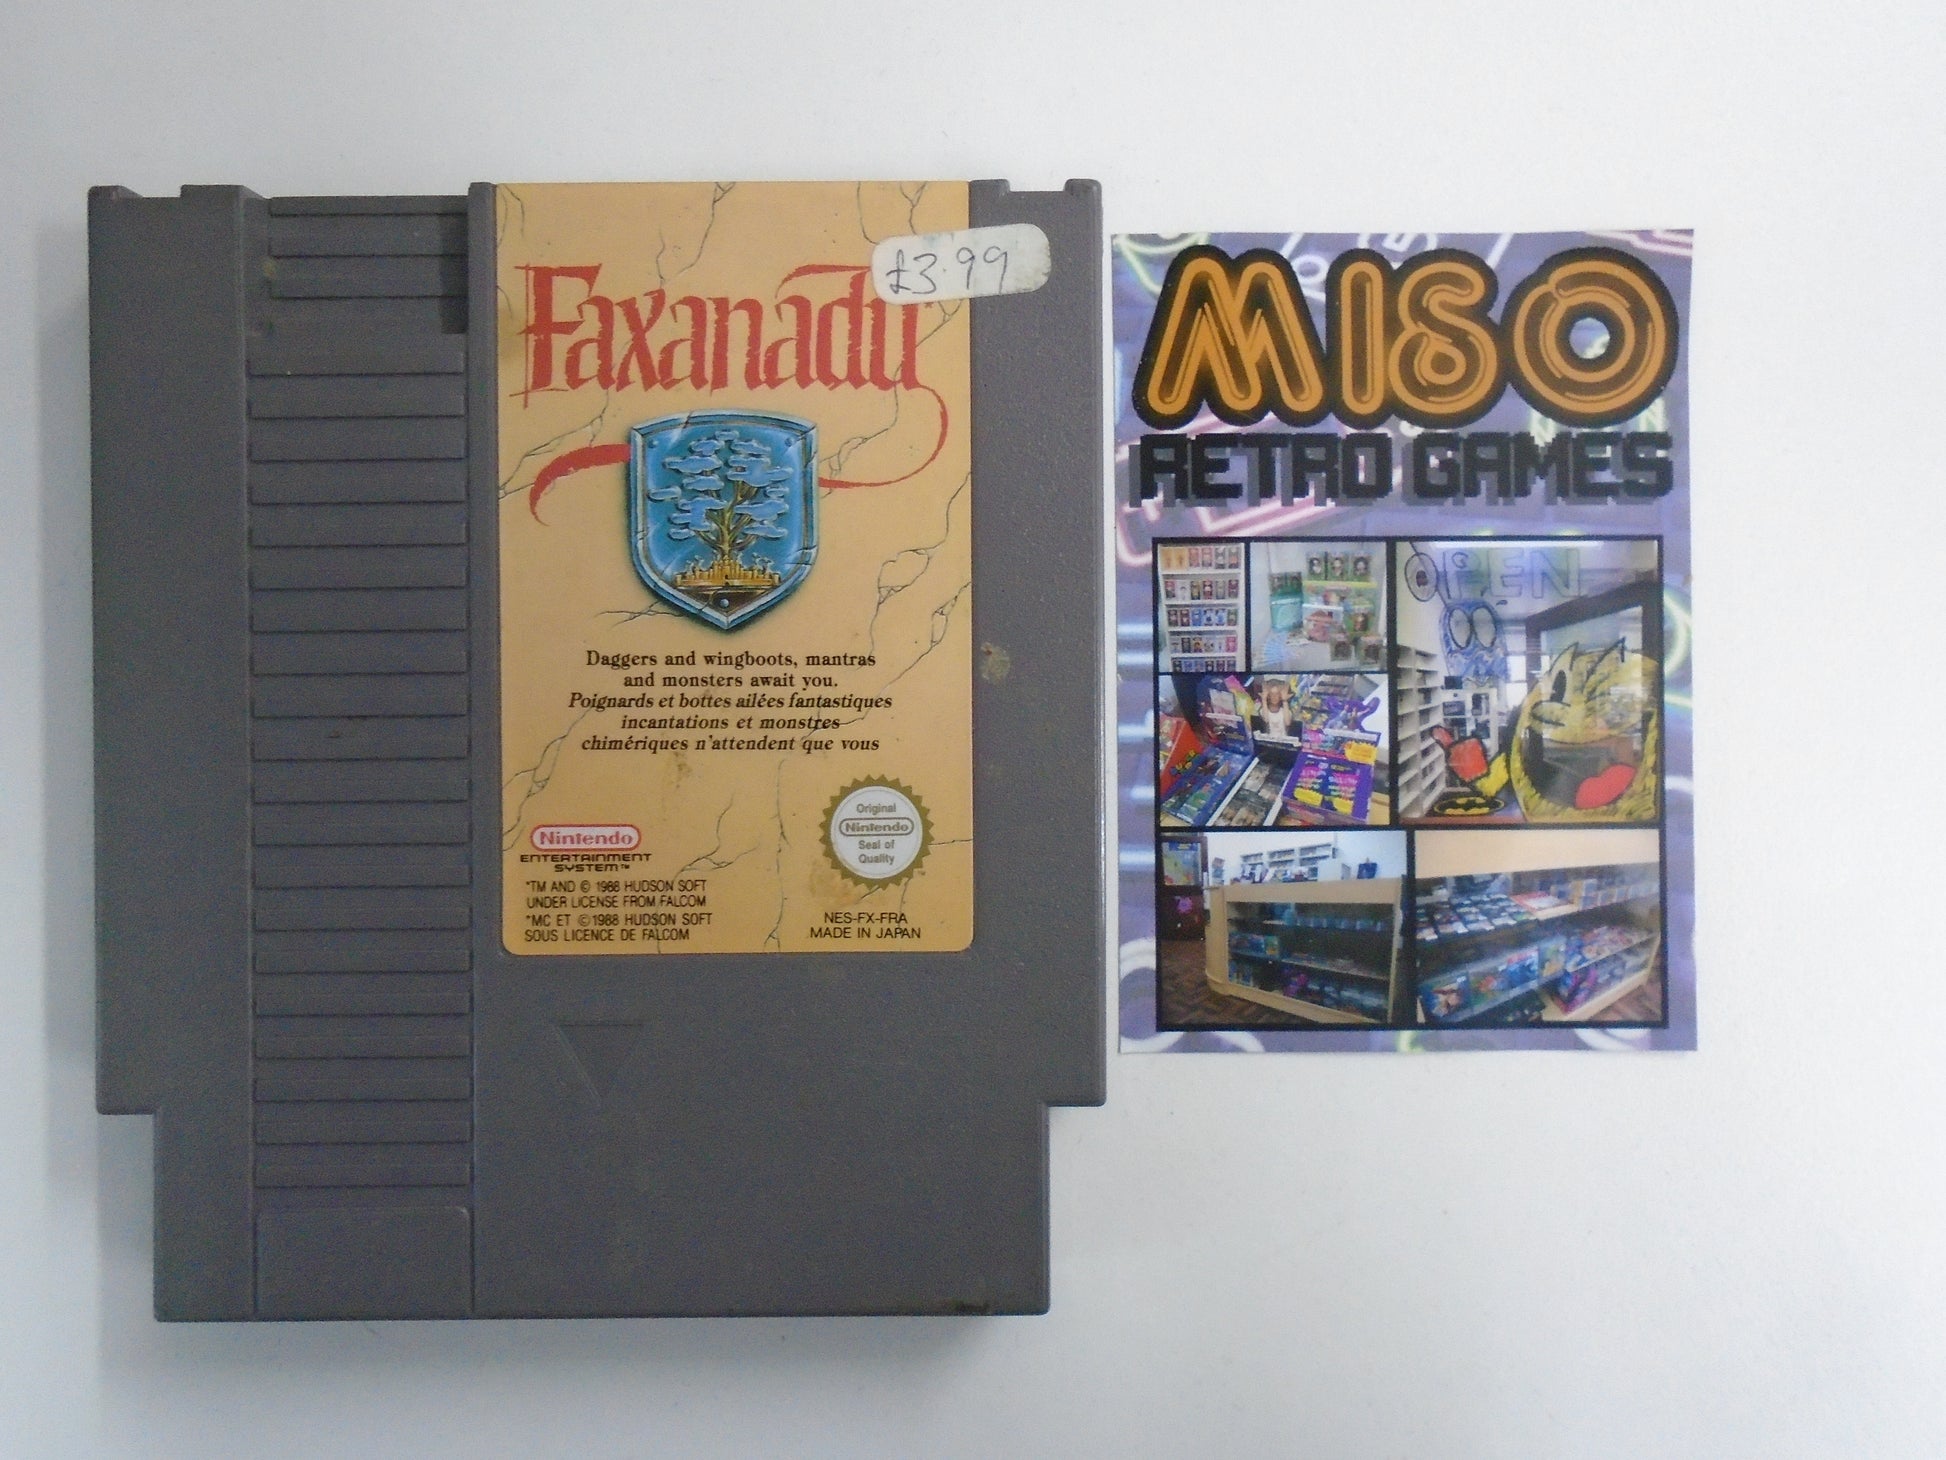 Faxanadu
£3.99
Daggers and wingboots, mantras
and monsters await you.
Poignards et bottes ailées fantastiques
incantations et monstres
chimériques n'attendent que vous
Nintendo
ENTERTAINMENT
SYSTEM™
Original
Nintendo
Seal of
Quality
*TM AND © 1988 HUDSON SOFT
UNDER LICENSE FROM FALCOM
*MC ET © 1988 HUDSON SOFT
SOUS LICENCE DE FALCOM
NES-FX-FRA
MADE IN JAPAN
MISO
RETRO GAMES
OPEN